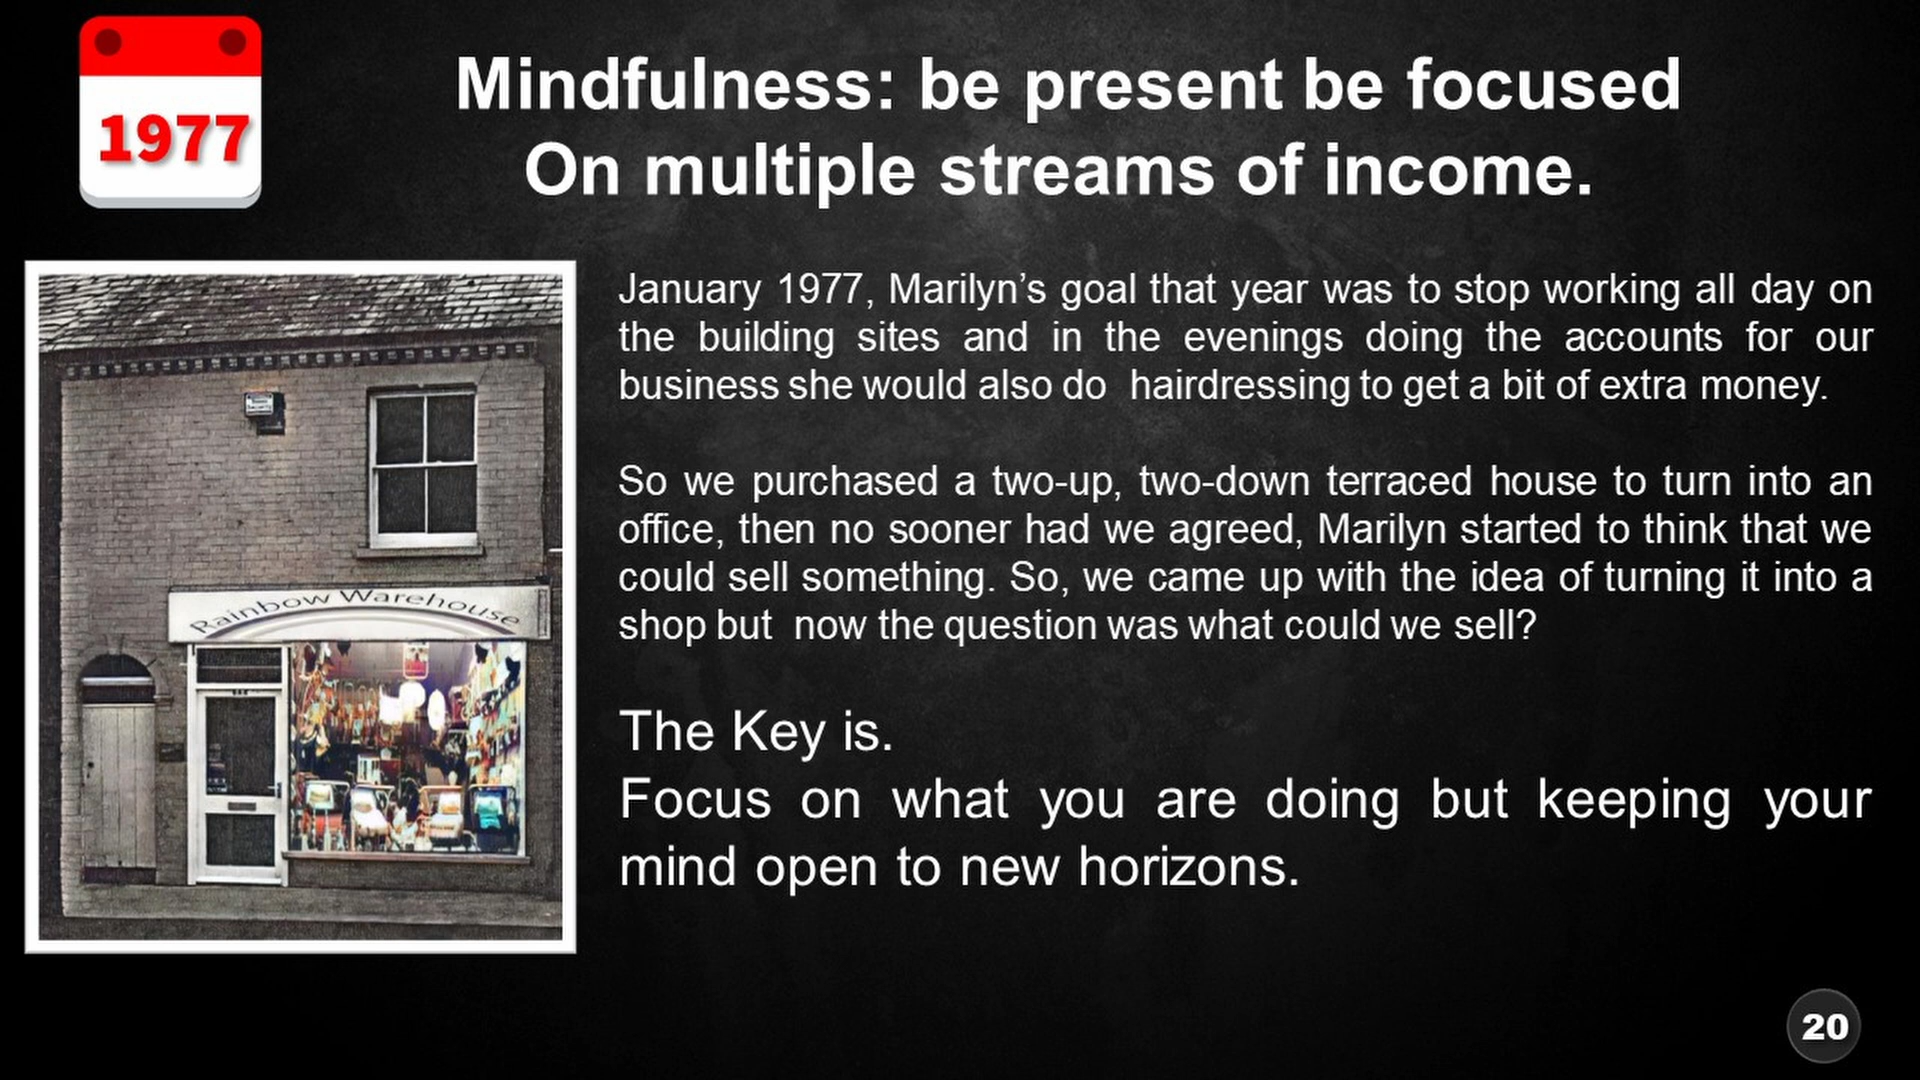 1977
Mindfulness: be present be focused
On multiple streams of income.
January 1977, Marilyn’s goal that year was to stop working all day on
the building sites and in the evenings doing the accounts for our
business she would also do  hairdressing to get a bit of extra money.
So we purchased a two-up, two-down terraced house to turn into an
office, then no sooner had we agreed, Marilyn started to think that we
could sell something. So, we came up with the idea of turning it into a
shop but  now the question was what could we sell?
Rainbow Warehouse
The Key is.
Focus on what you are doing but keeping your
mind open to new horizons.
20